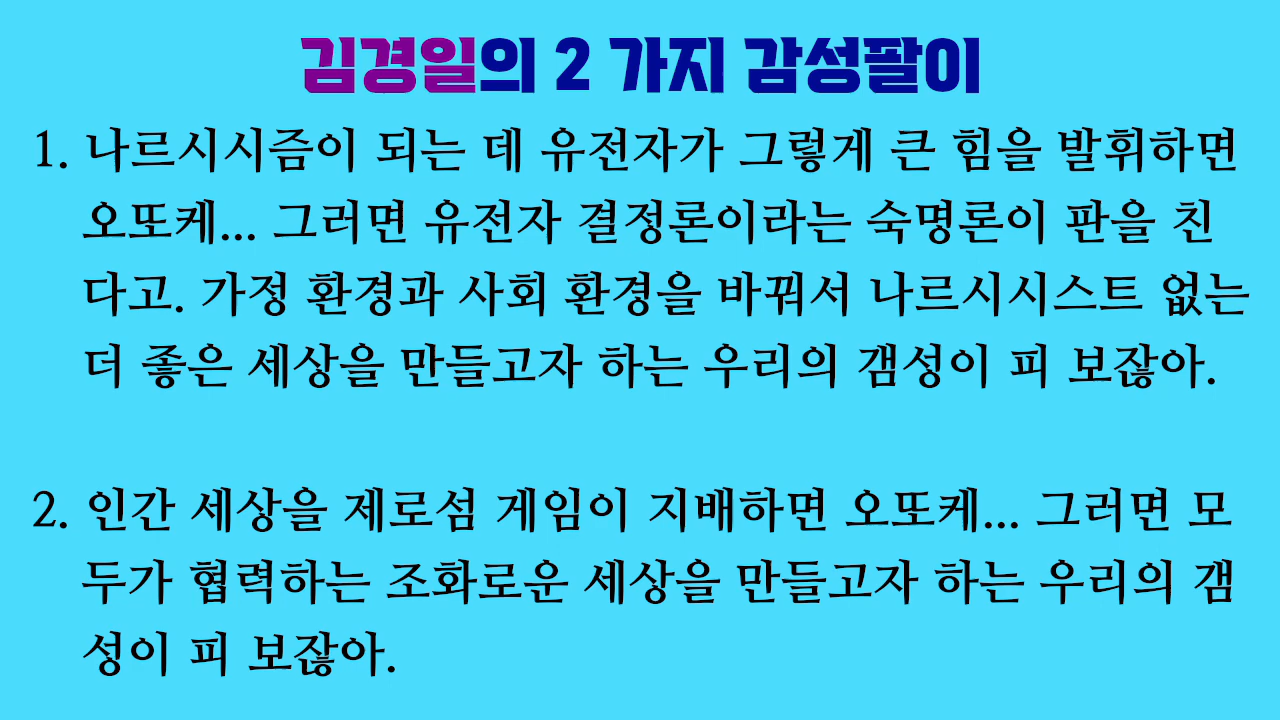 김경일의 2 가지 감성팔이
1. 나르시시즘이 되는 데 유전자가 그렇게 큰 힘을 발휘하면
오또케... 그러면 유전자 결정론이라는 숙명론이 판을 친
다고. 가정 환경과 사회 환경을 바꿔서 나르시시스트 없는
더 좋은 세상을 만들고자 하는 우리의 갬성이 피 보잖아.
2. 인간 세상을 제로섬 게임이 지배하면 오또케... 그러면 모
두가 협력하는 조화로운 세상을 만들고자 하는 우리의 갬
성이 피 보잖아.